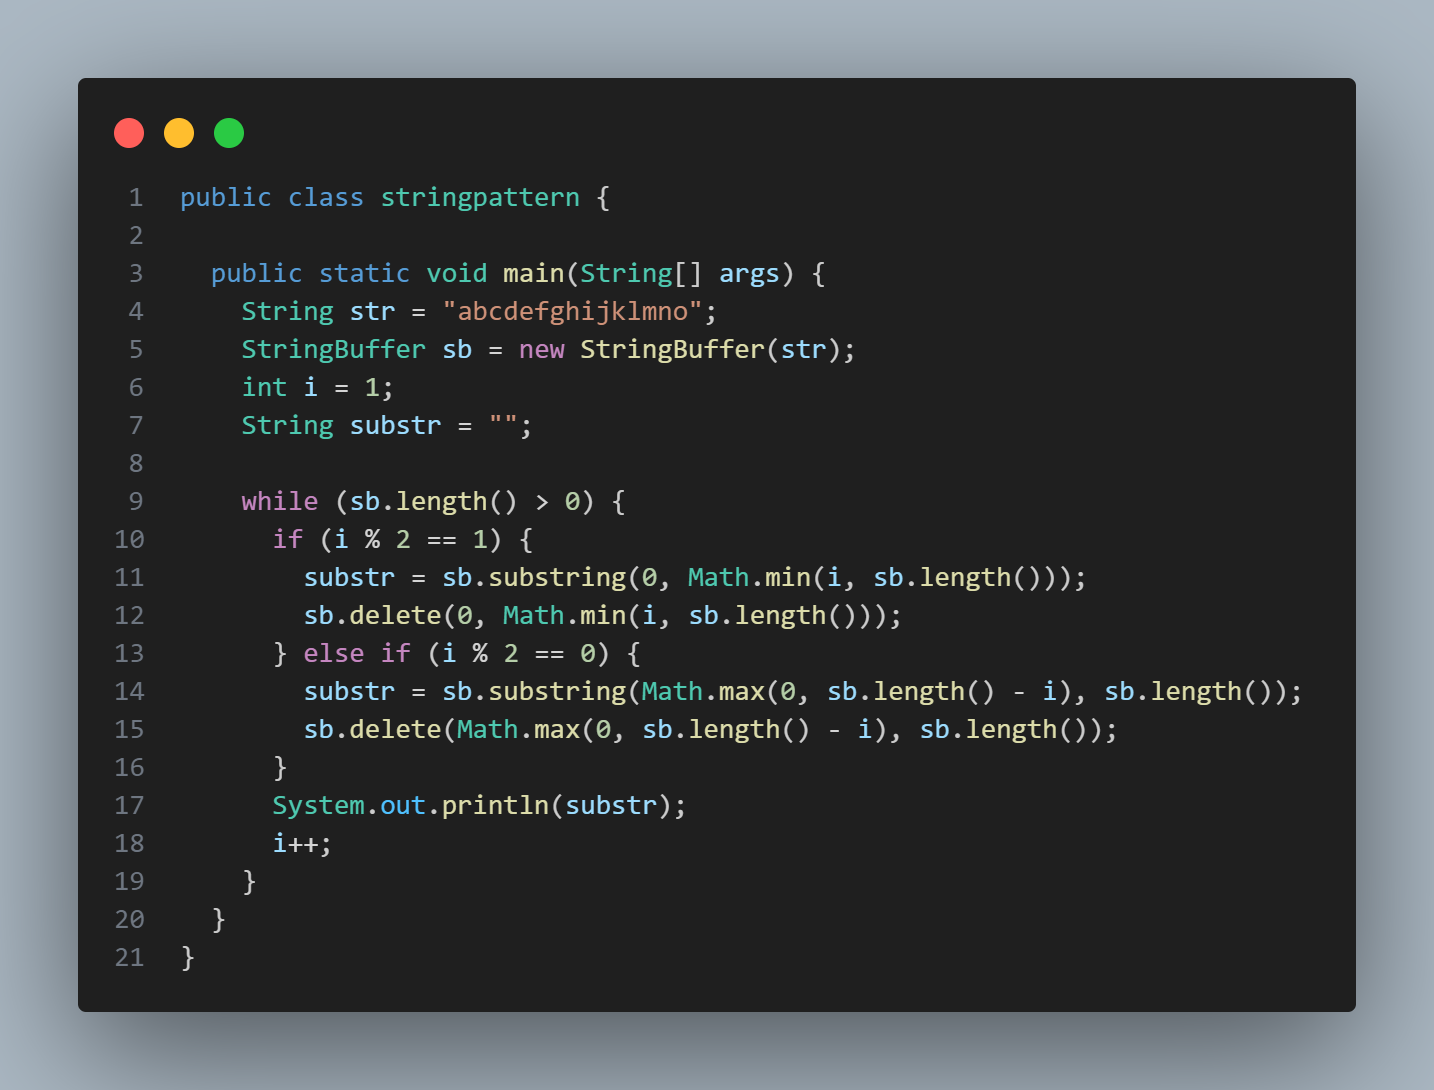 1 public class stringpattern {
2
3   public static void main(String[] args) {
4     String str = "abcdefghijklmno";
5     StringBuffer sb = new StringBuffer(str);
6     int i = 1;
7     String substr = "";
8
9     while (sb.length() > 0) {
10       if (i % 2 == 1) {
11         substr = sb.substring(0, Math.min(i, sb.length()));
12         sb.delete(0, Math.min(i, sb.length()));
13       } else if (i % 2 == 0) {
14         substr = sb.substring(Math.max(0, sb.length() - i), sb.length());
15         sb.delete(Math.max(0, sb.length() - i), sb.length());
16       }
17       System.out.println(substr);
18       i++;
19     }
20   }
21 }